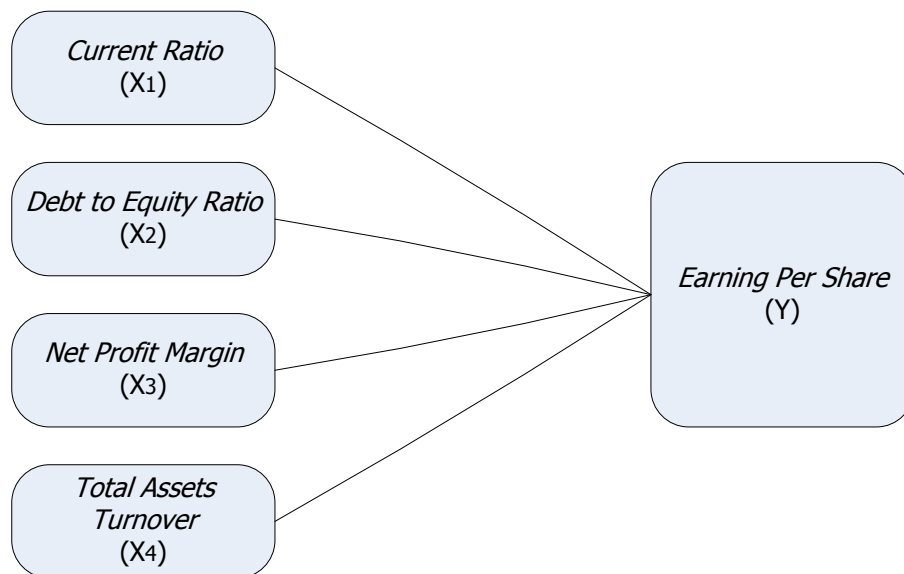 Current Ratio
(X1)
Debt to Equity Ratio
(X2)
Net Profit Margin
(X3)
Total Assets
Turnover
(X4)
Earning Per Share
(Y)